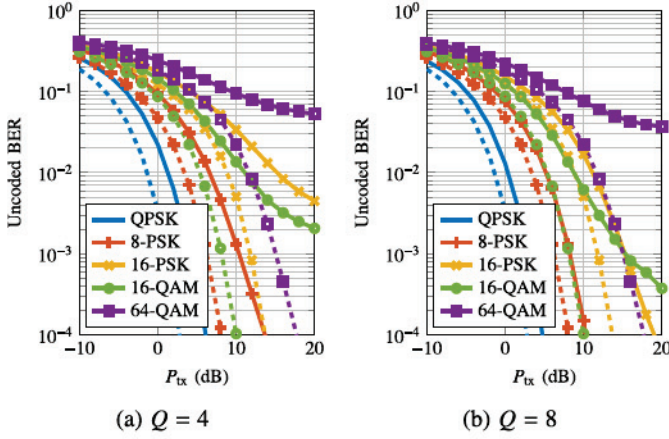 10^0
10^-1
10^-2
10^-3
10^-4
Uncoded BER
QPSK
8-PSK
16-PSK
16-QAM
64-QAM
−10
0
10
20
P_tx (dB)
(a) Q = 4
10^0
10^-1
10^-2
10^-3
10^-4
Uncoded BER
QPSK
8-PSK
16-PSK
16-QAM
64-QAM
−10
0
10
20
P_tx (dB)
(b) Q = 8